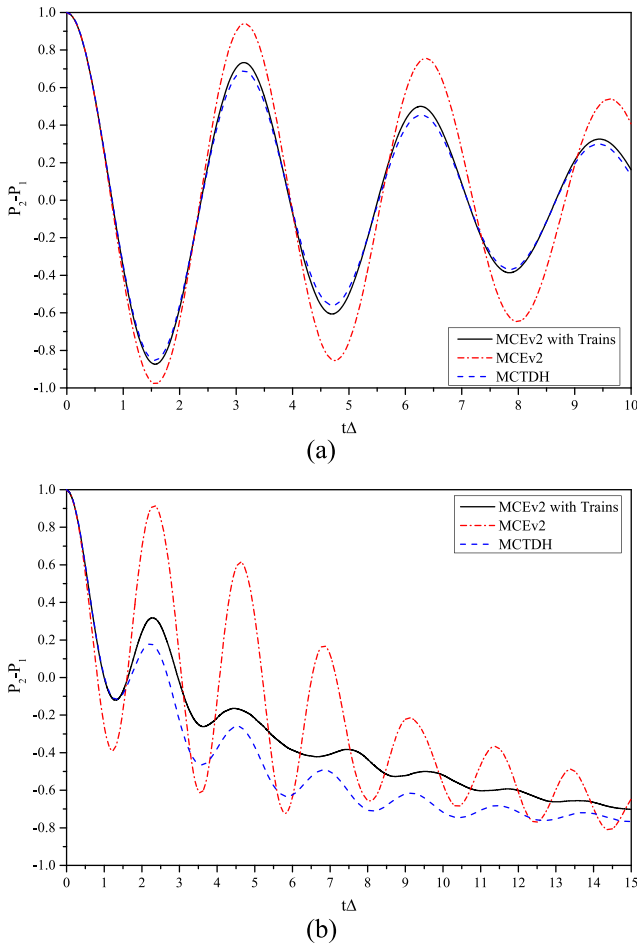 1.0
0.8
0.6
0.4
0.2
0.0
-0.2
-0.4
-0.6
-0.8
-1.0
P2-P1
MCEv2 with Trains
MCEv2
MCTDH
0 1 2 3 4 5 6 7 8 9 10
tΔ
(a)
1.0
0.8
0.6
0.4
0.2
0.0
-0.2
-0.4
-0.6
-0.8
-1.0
P2-P1
MCEv2 with Trains
MCEv2
MCTDH
0 1 2 3 4 5 6 7 8 9 10 11 12 13 14 15
tΔ
(b)